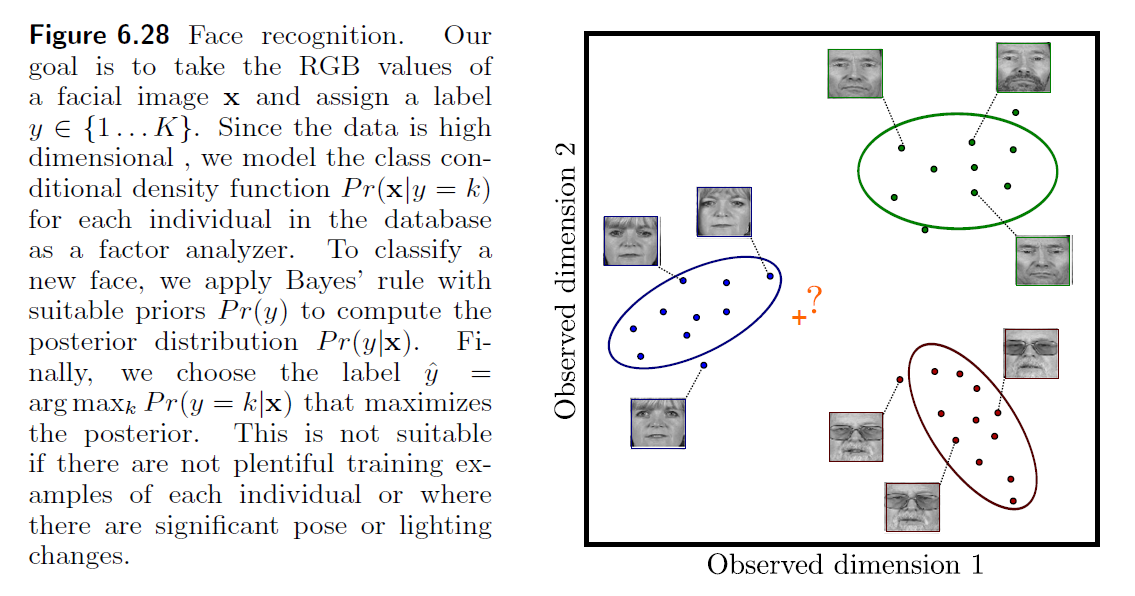 Figure 6.28 Face recognition. Our
goal is to take the RGB values of
a facial image x and assign a label
y ∈ {1 . . . K}. Since the data is high
dimensional , we model the class con-
ditional density function Pr(x|y = k)
for each individual in the database
as a factor analyzer. To classify a
new face, we apply Bayes’ rule with
suitable priors Pr(y) to compute the
posterior distribution Pr(y|x). Fi-
nally, we choose the label ŷ =
arg maxₖ Pr(y = k|x) that maximizes
the posterior. This is not suitable
if there are not plentiful training ex-
amples of each individual or where
there are significant pose or lighting
changes.
Observed dimension 2
+?
Observed dimension 1